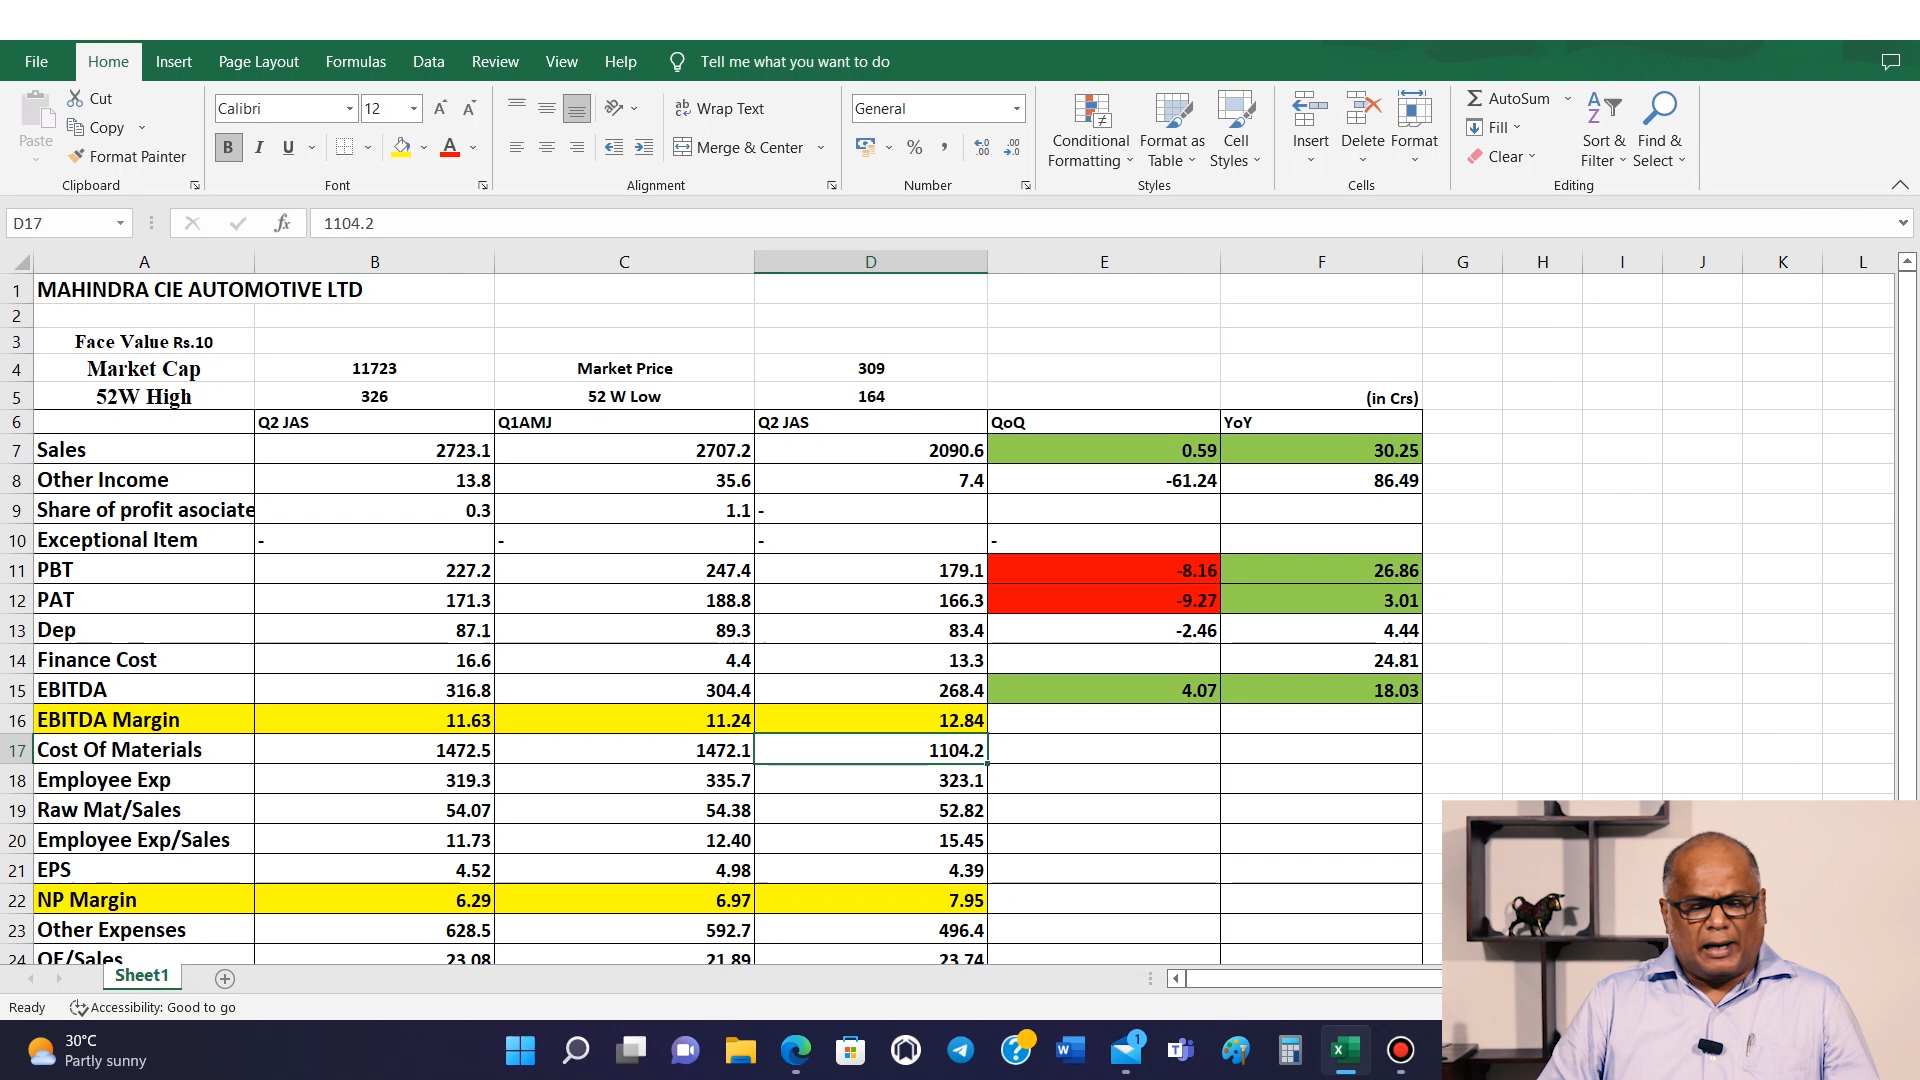 File Home Insert Page Layout Formulas Data Review View Help Tell me what you want to do
Paste Cut Copy Format Painter Clipboard
Calibri 12 B I U A Font
ab Wrap Text Merge & Center Alignment
General % , Number
Conditional Formatting Format as Table Cell Styles Styles
Insert Delete Format Cells
AutoSum Fill Clear Sort & Filter Find & Select Editing
D17 fx 1104.2
A B C D E F G H I J K L
1 MAHINDRA CIE AUTOMOTIVE LTD
2
3 Face Value Rs.10
4 Market Cap 11723 Market Price 309
5 52W High 326 52 W Low 164 (in Crs)
6 Q2 JAS Q1AMJ Q2 JAS QoQ YoY
7 Sales 2723.1 2707.2 2090.6 0.59 30.25
8 Other Income 13.8 35.6 7.4 -61.24 86.49
9 Share of profit asociate 0.3 1.1 -
10 Exceptional Item - - - -
11 PBT 227.2 247.4 179.1 -8.16 26.86
12 PAT 171.3 188.8 166.3 -9.27 3.01
13 Dep 87.1 89.3 83.4 -2.46 4.44
14 Finance Cost 16.6 4.4 13.3 24.81
15 EBITDA 316.8 304.4 268.4 4.07 18.03
16 EBITDA Margin 11.63 11.24 12.84
17 Cost Of Materials 1472.5 1472.1 1104.2
18 Employee Exp 319.3 335.7 323.1
19 Raw Mat/Sales 54.07 54.38 52.82
20 Employee Exp/Sales 11.73 12.40 15.45
21 EPS 4.52 4.98 4.39
22 NP Margin 6.29 6.97 7.95
23 Other Expenses 628.5 592.7 496.4
24 OE/Sales 23.08 21.89 23.74
Sheet1
Ready Accessibility: Good to go
30°C
Partly sunny